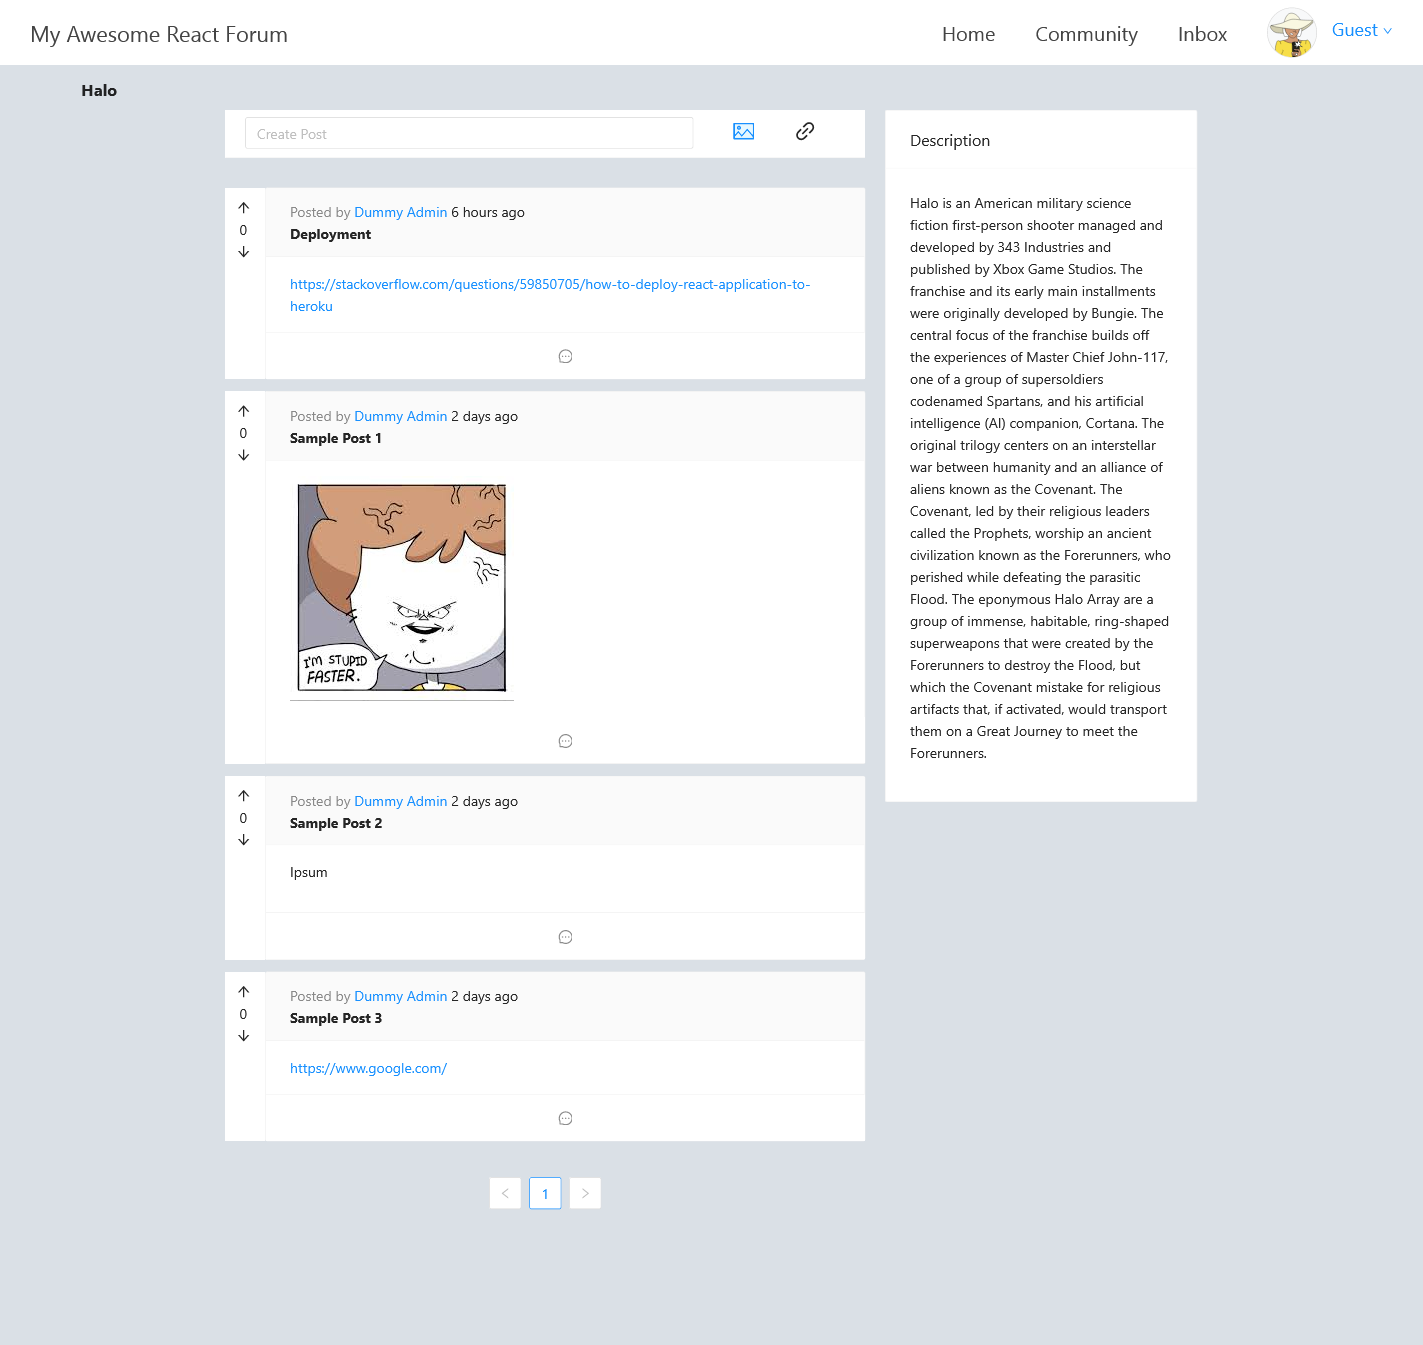 My Awesome React Forum
Home
Community
Inbox
Guest
Halo
Create Post
Posted by Dummy Admin 6 hours ago
0
Deployment
https://stackoverflow.com/questions/59850705/how-to-deploy-react-application-to-
heroku
Posted by Dummy Admin 2 days ago
0
Sample Post 1
I'M STUPID
FASTER.
Posted by Dummy Admin 2 days ago
0
Sample Post 2
Ipsum
Posted by Dummy Admin 2 days ago
0
Sample Post 3
https://www.google.com/
1
Description
Halo is an American military science
fiction first-person shooter managed and
developed by 343 Industries and
published by Xbox Game Studios. The
franchise and its early main installments
were originally developed by Bungie. The
central focus of the franchise builds off
the experiences of Master Chief John-117,
one of a group of supersoldiers
codenamed Spartans, and his artificial
intelligence (AI) companion, Cortana. The
original trilogy centers on an interstellar
war between humanity and an alliance of
aliens known as the Covenant. The
Covenant, led by their religious leaders
called the Prophets, worship an ancient
civilization known as the Forerunners, who
perished while defeating the parasitic
Flood. The eponymous Halo Array are a
group of immense, habitable, ring-shaped
superweapons that were created by the
Forerunners to destroy the Flood, but
which the Covenant mistake for religious
artifacts that, if activated, would transport
them on a Great Journey to meet the
Forerunners.